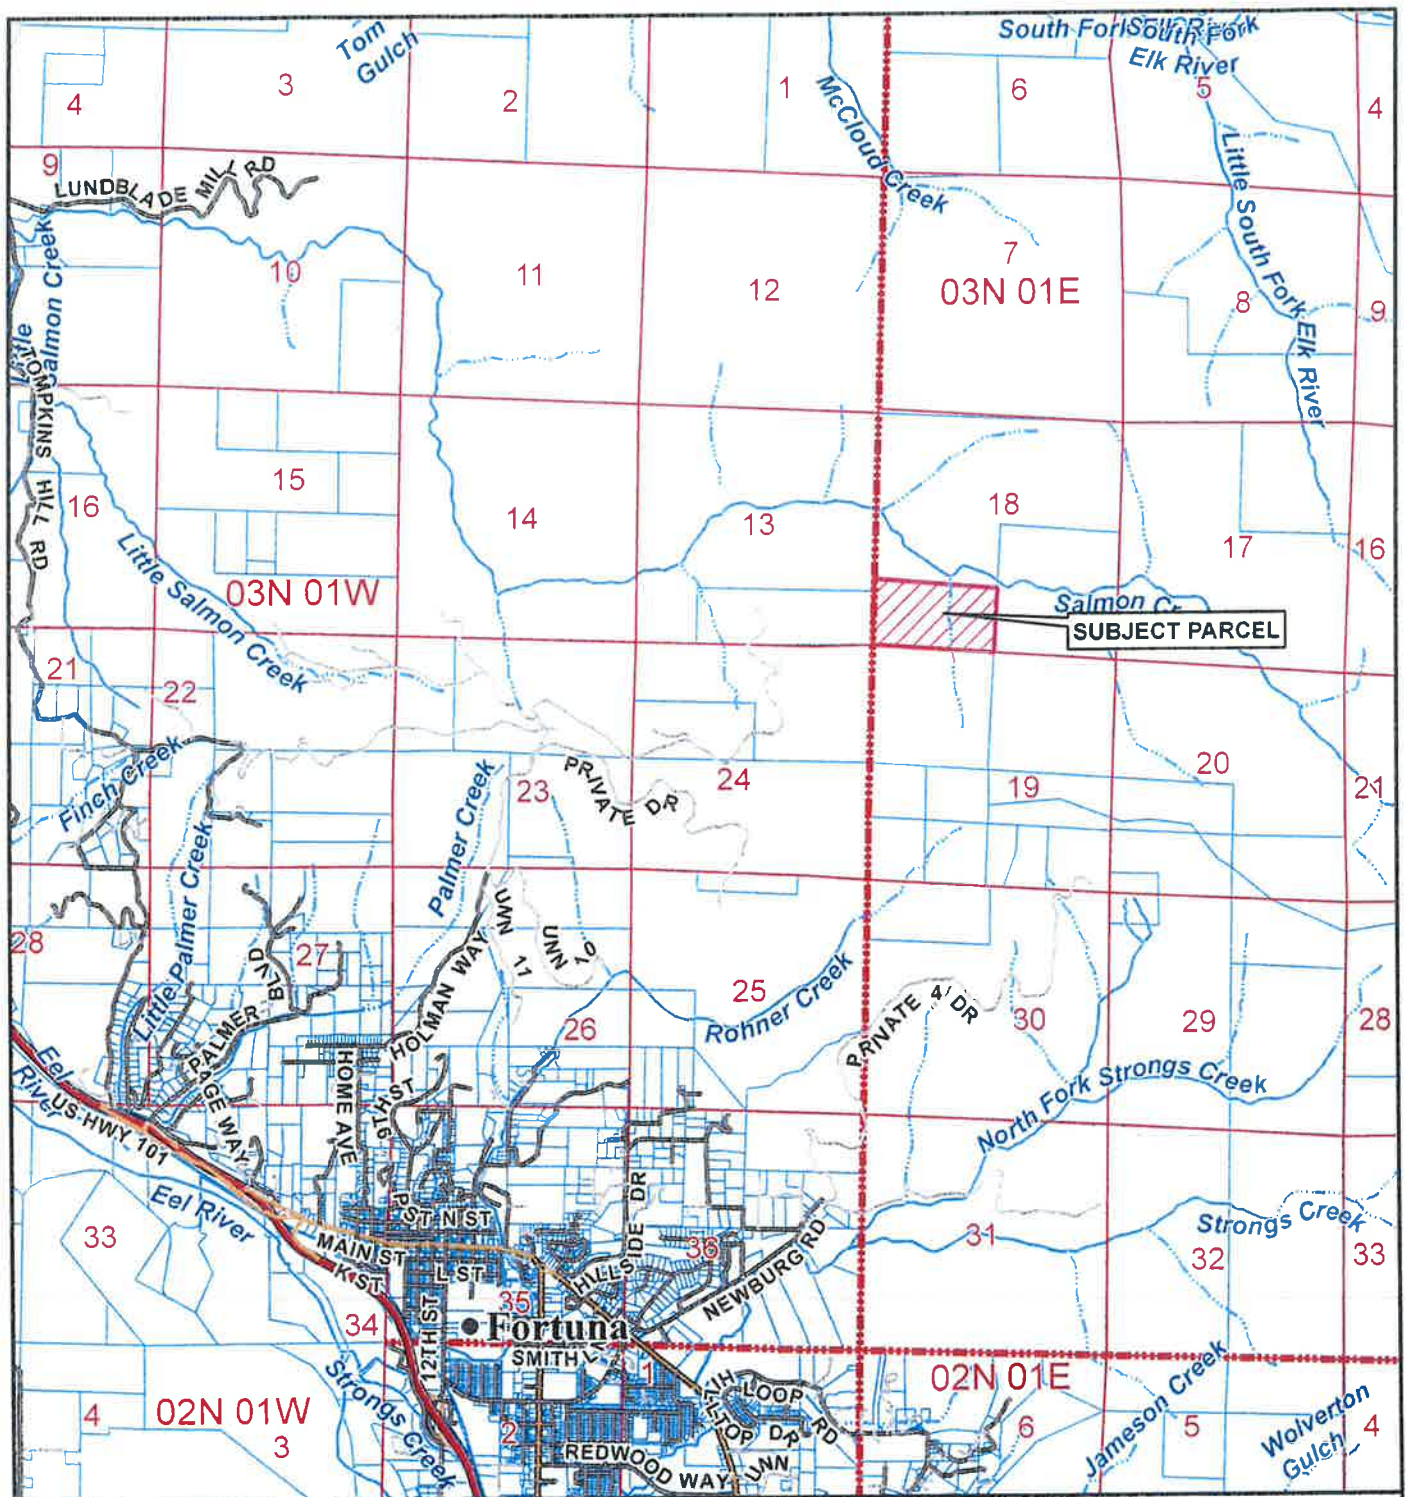 Tom
Gulch
South Fork
South Fork
Elk River
4
3
2
1
6
5
4
McCloud Creek
9
LUNDBLADE MILL RD
Little South Fork Elk River
Little
Salmon Creek
10
11
12
7
03N 01E
8
9
TOMPKINS HILL RD
16
15
14
13
18
17
16
Little Salmon Creek
03N 01W
Salmon Cr
SUBJECT PARCEL
21
22
23
24
19
20
21
Finch Creek
PRIVATE DR
Palmer Creek
Little Palmer Creek
28
27
UNN 11
UNN 10
HOLMAN WAY
26
25
Rohner Creek
PRIVATE 4 DR
30
29
28
PALMER BLVD
PAGE WAY
HOME AVE
16TH ST
North Fork Strongs Creek
Eel
River
US HWY 101
Eel River
33
P ST
N ST
MAIN ST
K ST
L ST
HILLSIDE DR
36
NEWBURG RD
31
Strongs Creek
32
33
34
35
Fortuna
12TH ST
SMITH LN
1
02N 01E
LOOP RD
HILLTOP DR
Strongs Creek
4
02N 01W
3
2
REDWOOD WAY
UNN
6
Jameson Creek
5
Wolverton
Gulch
4